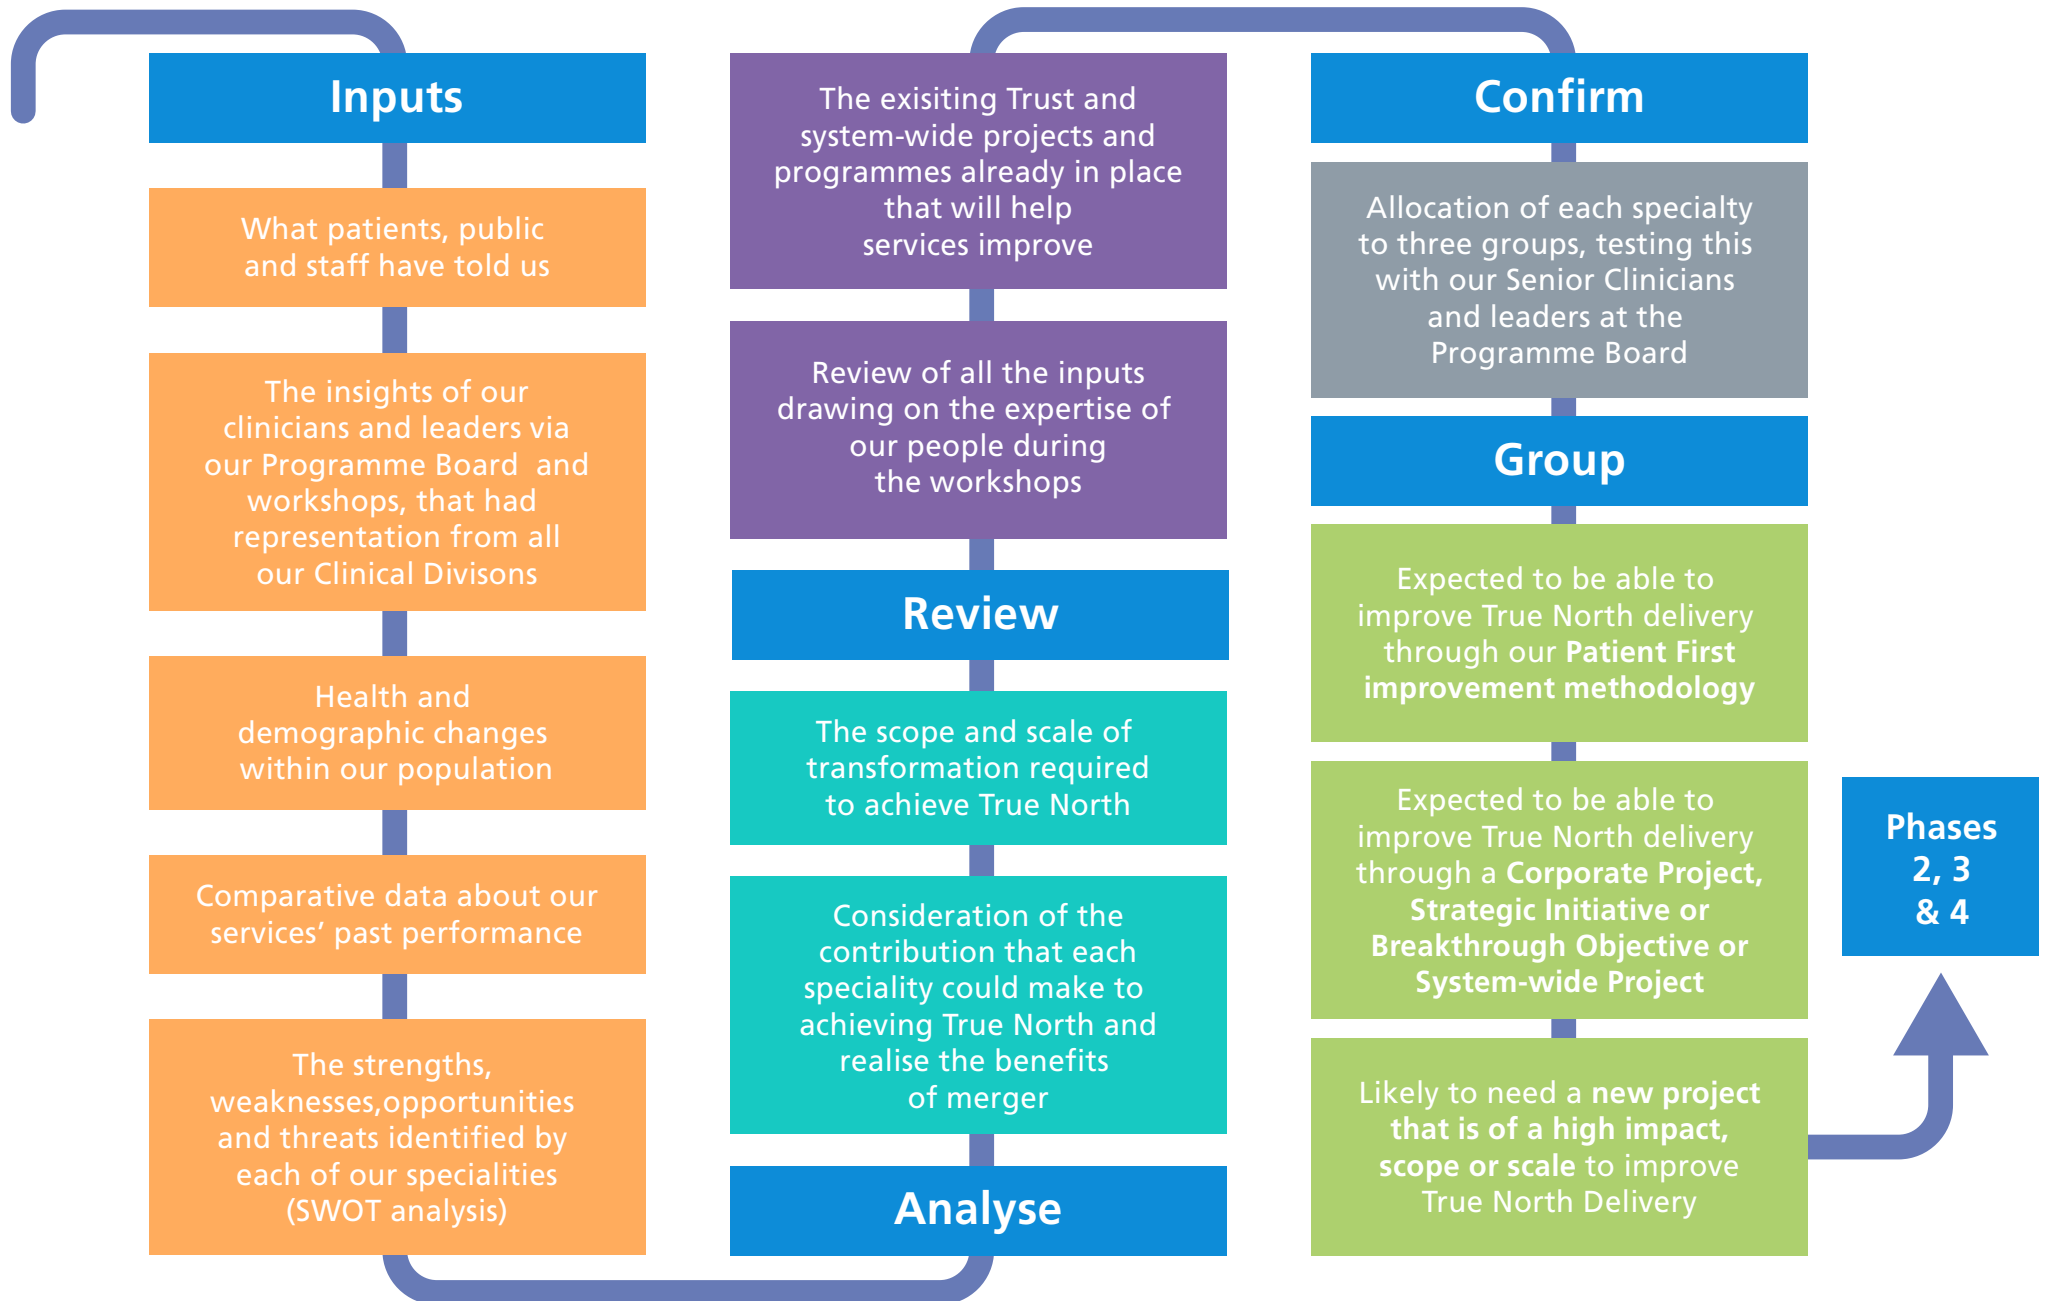 Inputs
What patients, public
and staff have told us
The insights of our
clinicians and leaders via
our Programme Board and
workshops, that had
representation from all
our Clinical Divisons
Health and
demographic changes
within our population
Comparative data about our
services’ past performance
The strengths,
weaknesses,opportunities
and threats identified by
each of our specialities
(SWOT analysis)
The exisiting Trust and
system-wide projects and
programmes already in place
that will help
services improve
Review of all the inputs
drawing on the expertise of
our people during
the workshops
Review
The scope and scale of
transformation required
to achieve True North
Consideration of the
contribution that each
speciality could make to
achieving True North and
realise the benefits
of merger
Analyse
Confirm
Allocation of each specialty
to three groups, testing this
with our Senior Clinicians
and leaders at the
Programme Board
Group
Expected to be able to
improve True North delivery
through our Patient First
improvement methodology
Expected to be able to
improve True North delivery
through a Corporate Project,
Strategic Initiative or
Breakthrough Objective or
System-wide Project
Likely to need a new project
that is of a high impact,
scope or scale to improve
True North Delivery
Phases
2, 3
& 4